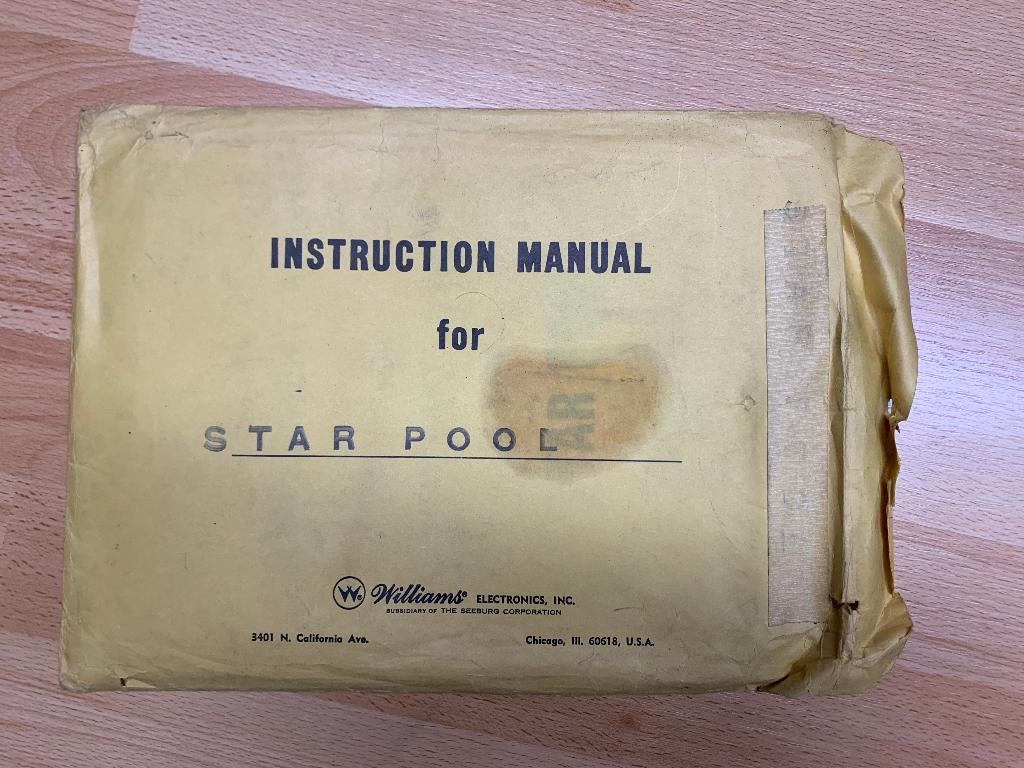 INSTRUCTION MANUAL
for
STAR POOL
AR
W® Williams® ELECTRONICS, INC.
SUBSIDIARY OF THE SEEBURG CORPORATION
3401 N. California Ave. Chicago, Ill. 60618, U.S.A.